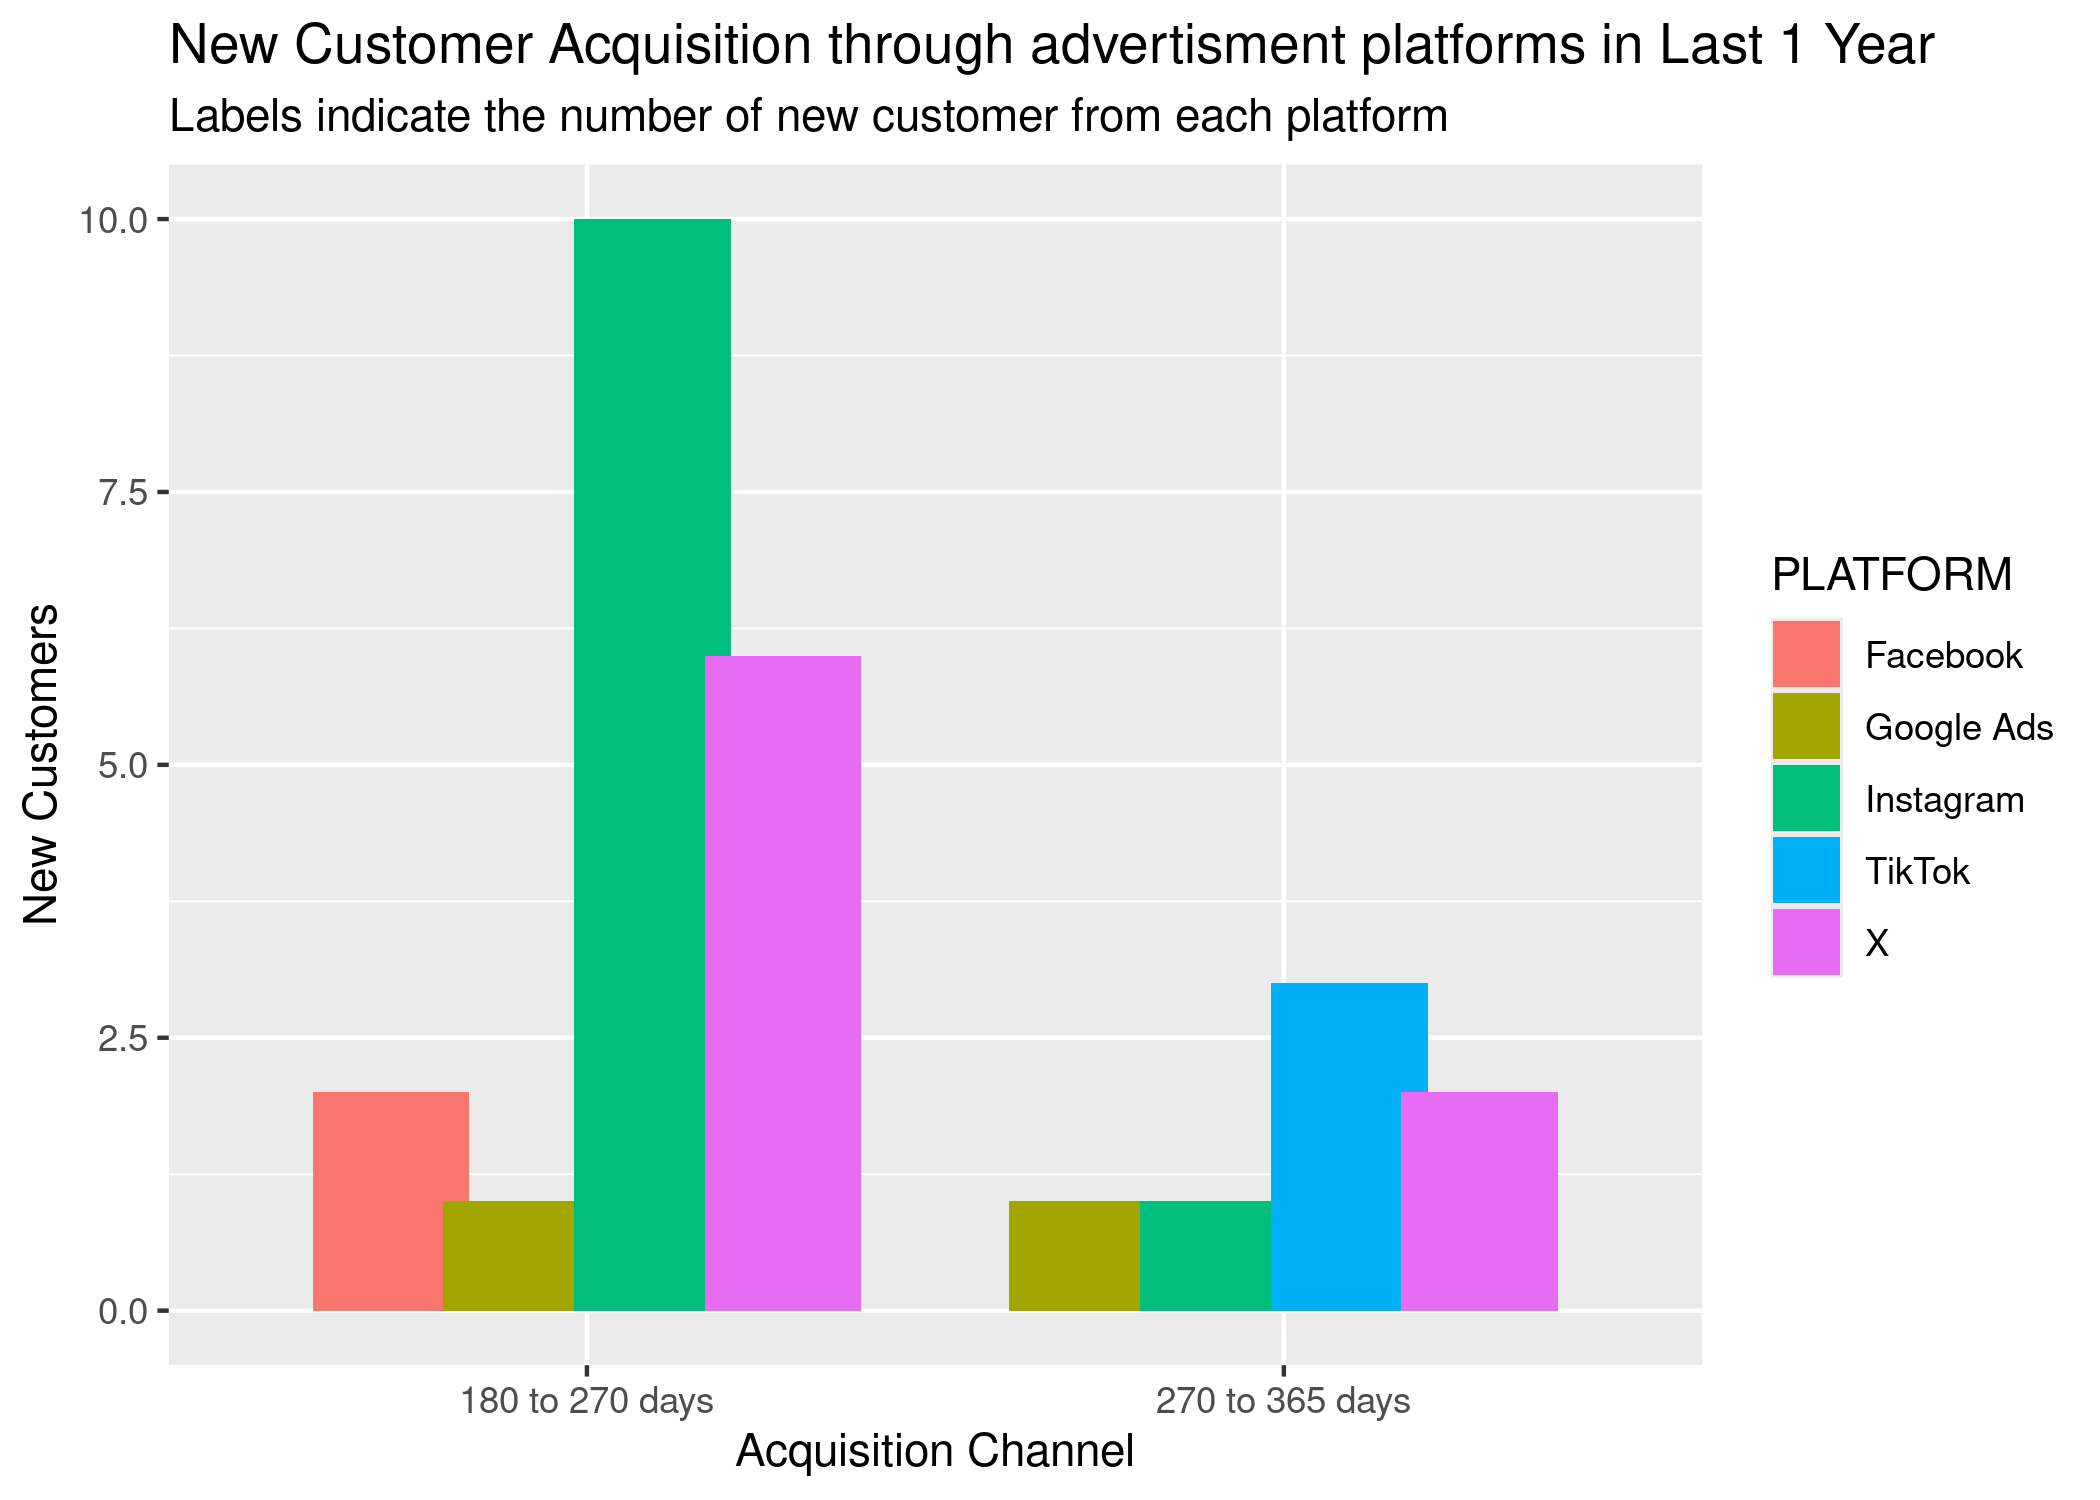 New Customer Acquisition through advertisment platforms in Last 1 Year
Labels indicate the number of new customer from each platform
10.0
7.5
5.0
2.5
0.0
New Customers
180 to 270 days
270 to 365 days
Acquisition Channel
PLATFORM
Facebook
Google Ads
Instagram
TikTok
X